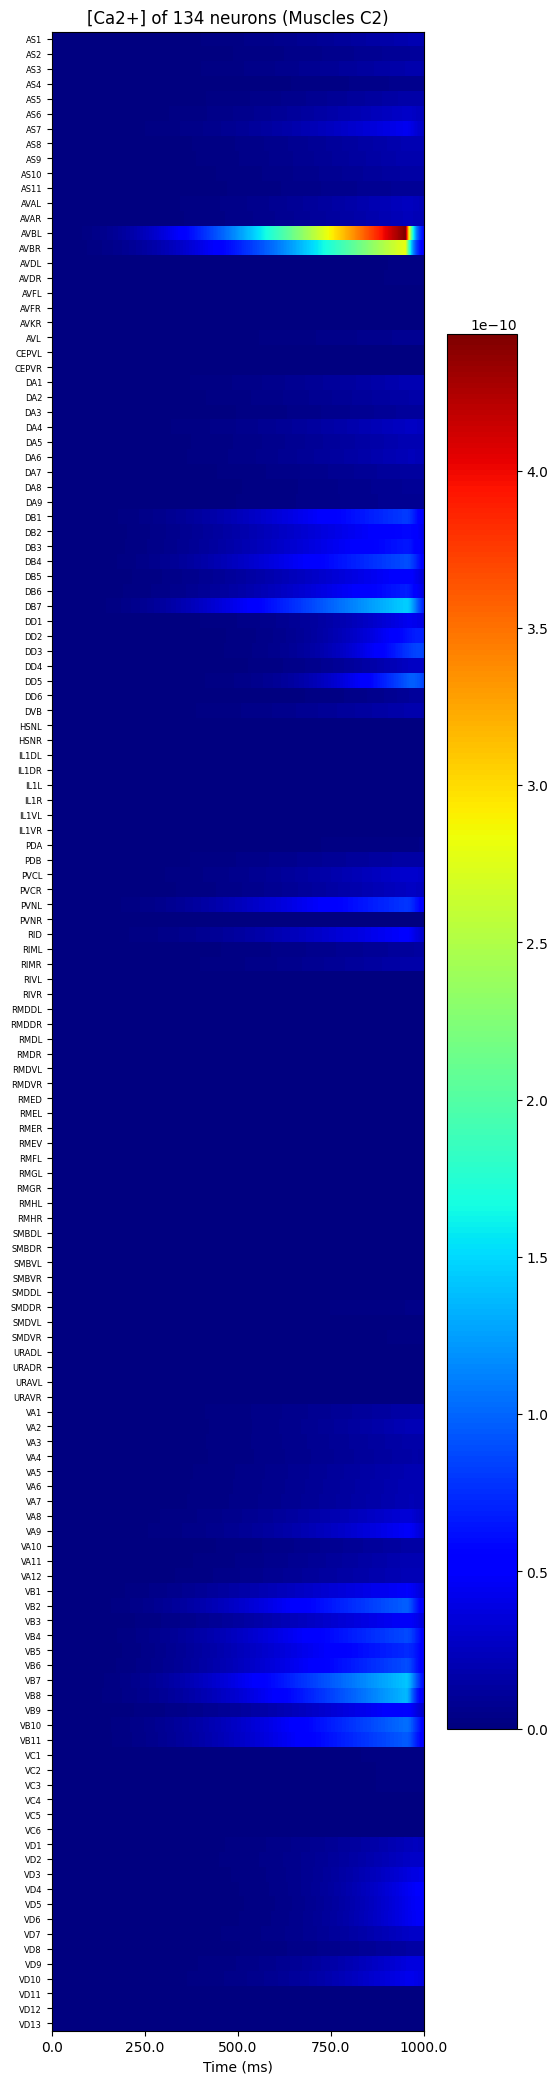 [Ca2+] of 134 neurons (Muscles C2)
AS1
AS2
AS3
AS4
AS5
AS6
AS7
AS8
AS9
AS10
AS11
AVAL
AVAR
AVBL
AVBR
AVDL
AVDR
AVFL
AVFR
AVKR
AVL
CEPVL
CEPVR
DA1
DA2
DA3
DA4
DA5
DA6
DA7
DA8
DA9
DB1
DB2
DB3
DB4
DB5
DB6
DB7
DD1
DD2
DD3
DD4
DD5
DD6
DVB
HSNL
HSNR
IL1DL
IL1DR
IL1L
IL1R
IL1VL
IL1VR
PDA
PDB
PVCL
PVCR
PVNL
PVNR
RID
RIML
RIMR
RIVL
RIVR
RMDDL
RMDDR
RMDL
RMDR
RMDVL
RMDVR
RMED
RMEL
RMER
RMEV
RMFL
RMGL
RMGR
RMHL
RMHR
SMBDL
SMBDR
SMBVL
SMBVR
SMDDL
SMDDR
SMDVL
SMDVR
URADL
URADR
URAVL
URAVR
VA1
VA2
VA3
VA4
VA5
VA6
VA7
VA8
VA9
VA10
VA11
VA12
VB1
VB2
VB3
VB4
VB5
VB6
VB7
VB8
VB9
VB10
VB11
VC1
VC2
VC3
VC4
VC5
VC6
VD1
VD2
VD3
VD4
VD5
VD6
VD7
VD8
VD9
VD10
VD11
VD12
VD13
0.0 250.0 500.0 750.0 1000.0
Time (ms)
1e−10
4.0
3.5
3.0
2.5
2.0
1.5
1.0
0.5
0.0